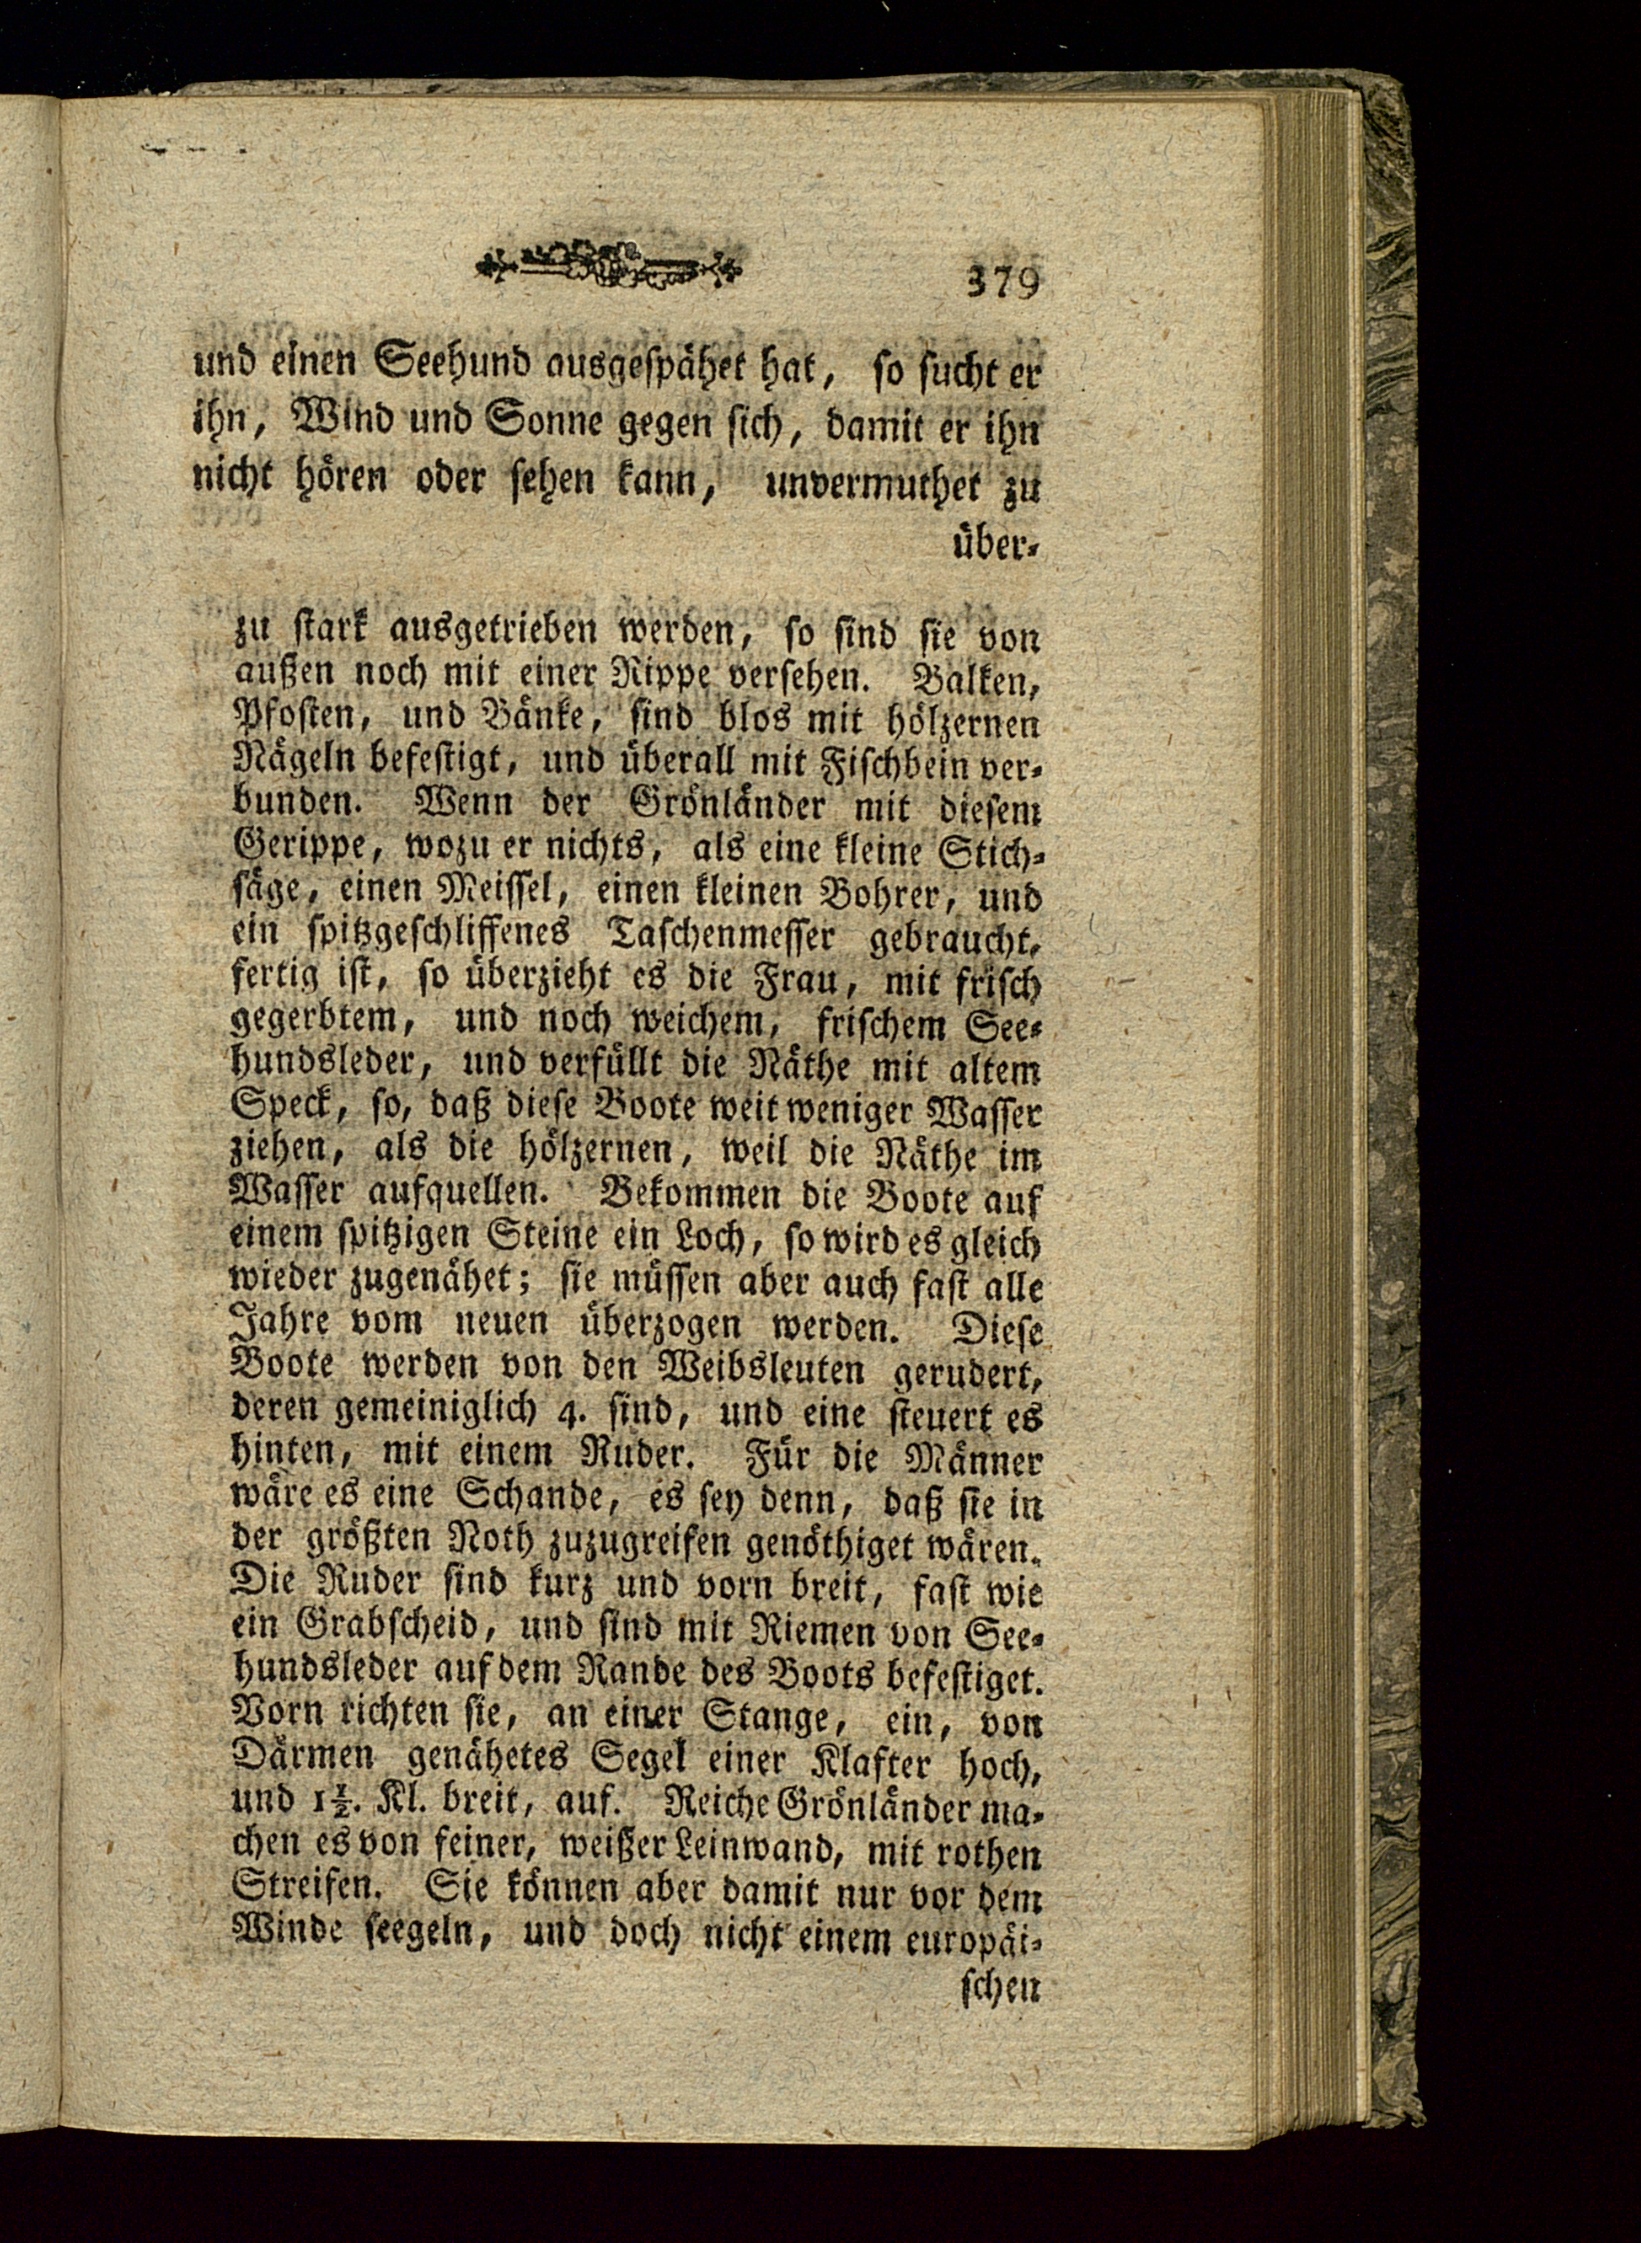 379
und einen Seehund ausgespähet hat, so sucht er
ihn, Wind und Sonne gegen sich, damit er ihn
nicht hören oder sehen kann, unvermuthet zu
über-
zu stark ausgetrieben werden, so sind sie von
außen noch mit einer Rippe versehen. Balken,
Pfosten, und Bänke, sind blos mit hölzernen
Nägeln befestigt, und überall mit Fischbein ver-
bunden. Wenn der Grönländer mit diesem
Gerippe, wozu er nichts, als eine kleine Stich-
säge, einen Meissel, einen kleinen Bohrer, und
ein spitzgeschliffenes Taschenmesser gebraucht,
fertig ist, so überzieht es die Frau, mit frisch
gegerbtem, und noch weichem, frischem See-
hundsleder, und verfüllt die Näthe mit altem
Speck, so, daß diese Boote weit weniger Wasser
ziehen, als die hölzernen, weil die Näthe im
Wasser aufquellen. Bekommen die Boote auf
einem spitzigen Steine ein Loch, so wird es gleich
wieder zugenähet; sie müssen aber auch fast alle
Jahre vom neuen überzogen werden. Diese
Boote werden von den Weibsleuten gerudert,
deren gemeiniglich 4. sind, und eine steuert es
hinten, mit einem Ruder. Für die Männer
wäre es eine Schande, es sey denn, daß sie in
der größten Noth zuzugreifen genöthiget wären.
Die Ruder sind kurz und vorn breit, fast wie
ein Grabscheid, und sind mit Riemen von See-
hundsleder auf dem Rande des Boots befestiget.
Vorn richten sie, an einer Stange, ein, von
Därmen genähetes Segel einer Klafter hoch,
und 1½. Kl. breit, auf. Reiche Grönländer ma-
chen es von feiner, weißer Leinwand, mit rothen
Streifen. Sie können aber damit nur vor dem
Winde seegeln, und doch nicht einem europäi-
schen